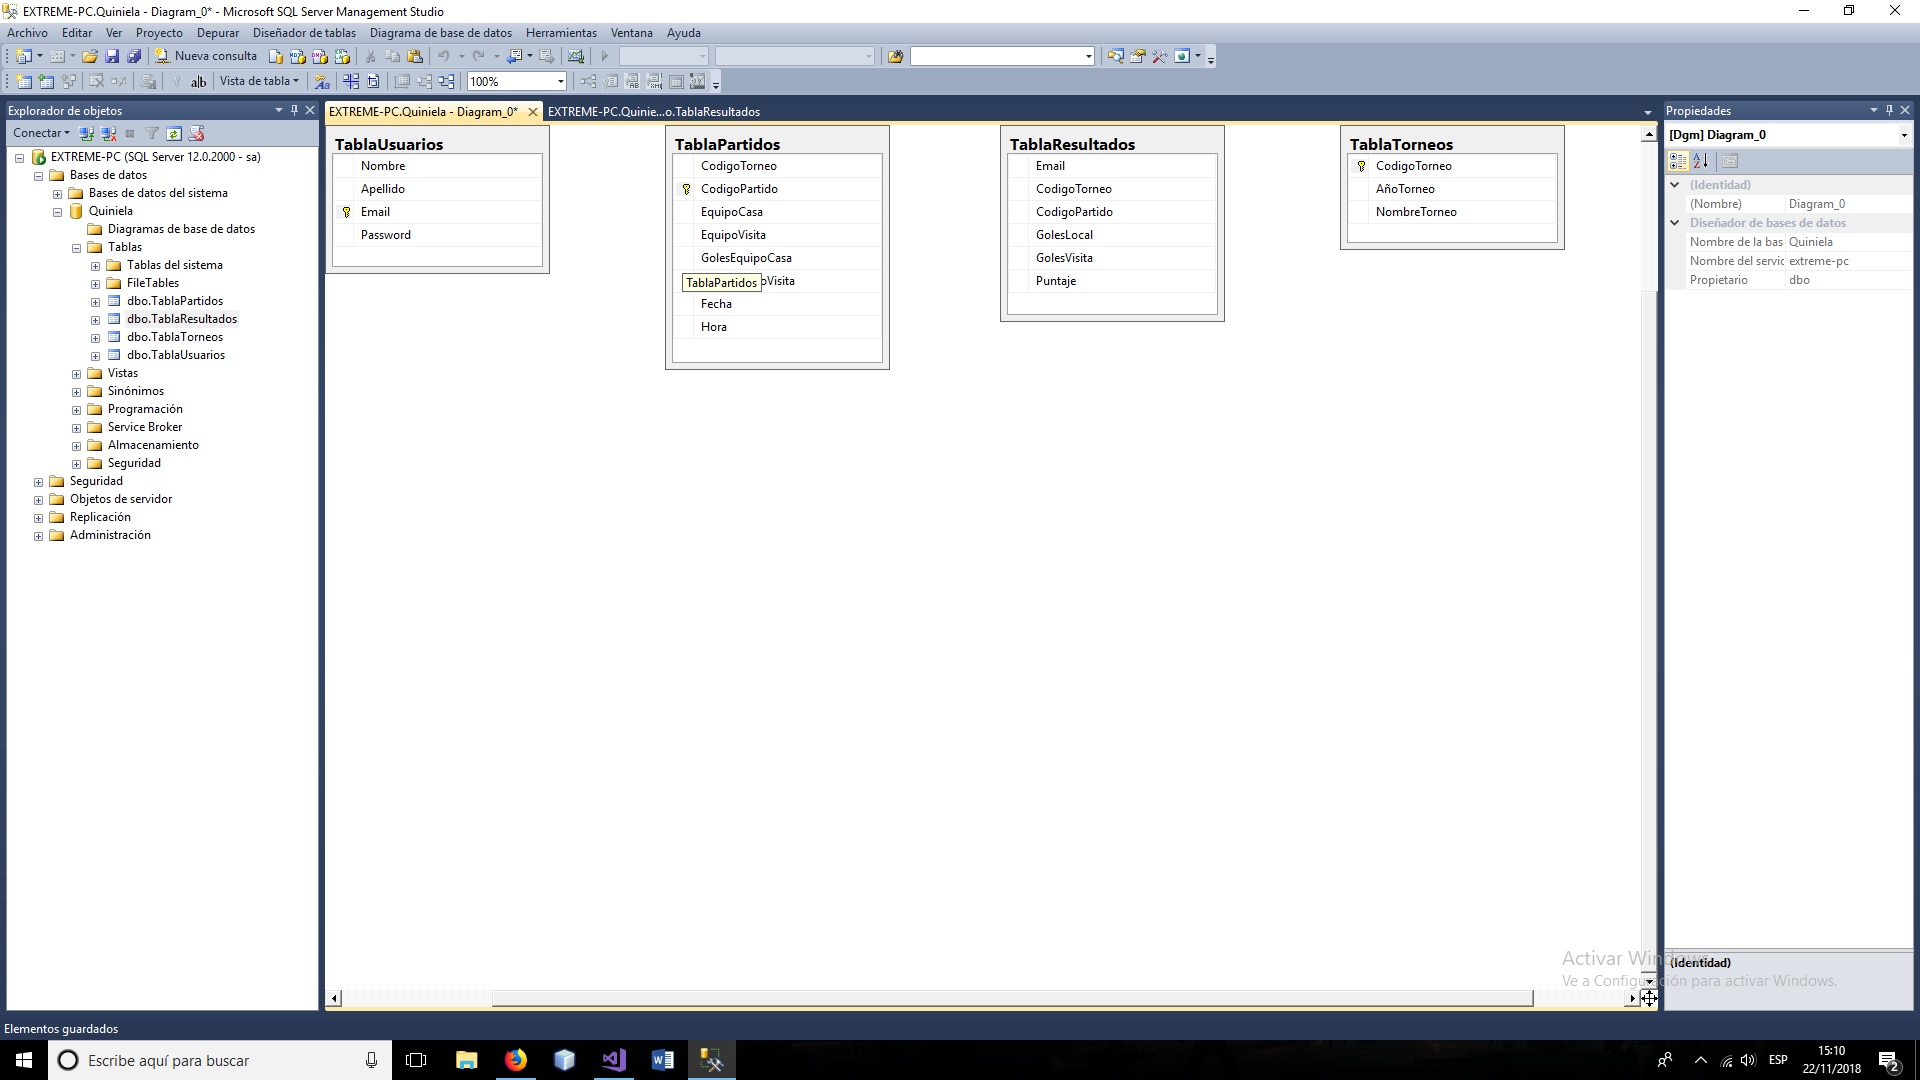 EXTREME-PC.Quiniela - Diagram_0* - Microsoft SQL Server Management Studio
Archivo Editar Ver Proyecto Depurar Diseñador de tablas Diagrama de base de datos Herramientas Ventana Ayuda
Nueva consulta
Vista de tabla 100%
Explorador de objetos
Conectar
EXTREME-PC (SQL Server 12.0.2000 - sa)
Bases de datos
Bases de datos del sistema
Quiniela
Diagramas de base de datos
Tablas
Tablas del sistema
FileTables
dbo.TablaPartidos
dbo.TablaResultados
dbo.TablaTorneos
dbo.TablaUsuarios
Vistas
Sinónimos
Programación
Service Broker
Almacenamiento
Seguridad
Seguridad
Objetos de servidor
Replicación
Administración
EXTREME-PC.Quiniela - Diagram_0*
EXTREME-PC.Quinie...o.TablaResultados
TablaUsuarios
Nombre
Apellido
Email
Password
TablaPartidos
CodigoTorneo
CodigoPartido
EquipoCasa
EquipoVisita
GolesEquipoCasa
TablaPartidos
oVisita
Fecha
Hora
TablaResultados
Email
CodigoTorneo
CodigoPartido
GolesLocal
GolesVisita
Puntaje
TablaTorneos
CodigoTorneo
AñoTorneo
NombreTorneo
Propiedades
[Dgm] Diagram_0
(Identidad)
(Nombre) Diagram_0
Diseñador de bases de datos
Nombre de la bas Quiniela
Nombre del servic extreme-pc
Propietario dbo
(Identidad)
Activar Windows
Ve a Configuración para activar Windows.
Elementos guardados
Escribe aquí para buscar
ESP
15:10
22/11/2018
2